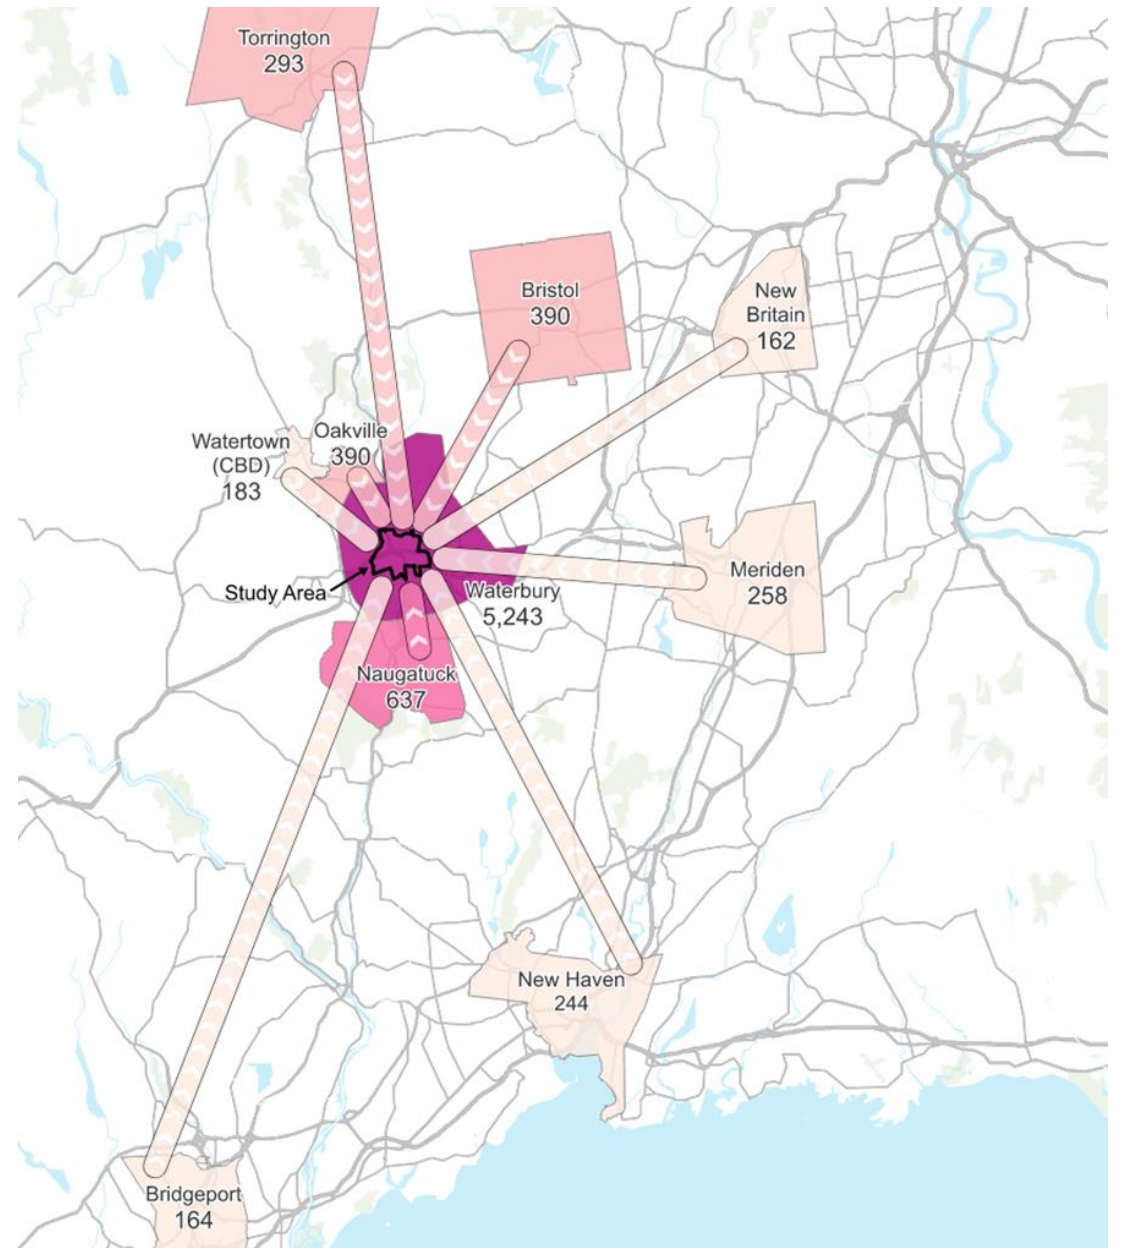 Torrington
293
Bristol
390
New
Britain
162
Watertown
(CBD)
183
Oakville
390
Study Area
Waterbury
5,243
Meriden
258
Naugatuck
637
New Haven
244
Bridgeport
164